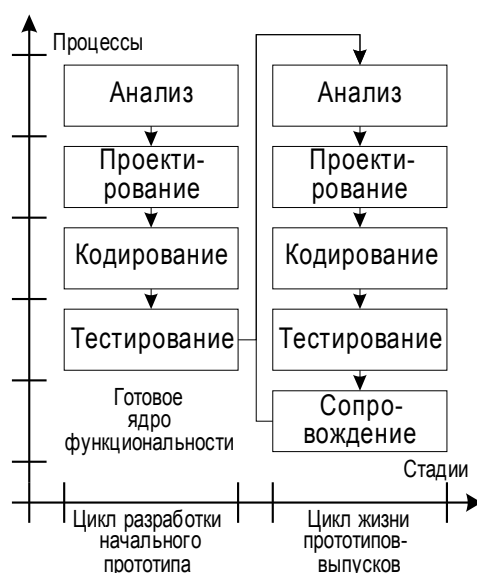 Процессы
Анализ
Проекти-
рование
Кодирование
Тестирование
Готовое
ядро
функциональности
Анализ
Проекти-
рование
Кодирование
Тестирование
Сопро-
вождение
Стадии
Цикл разработки
начального
прототипа
Цикл жизни
прототипов-
выпусков